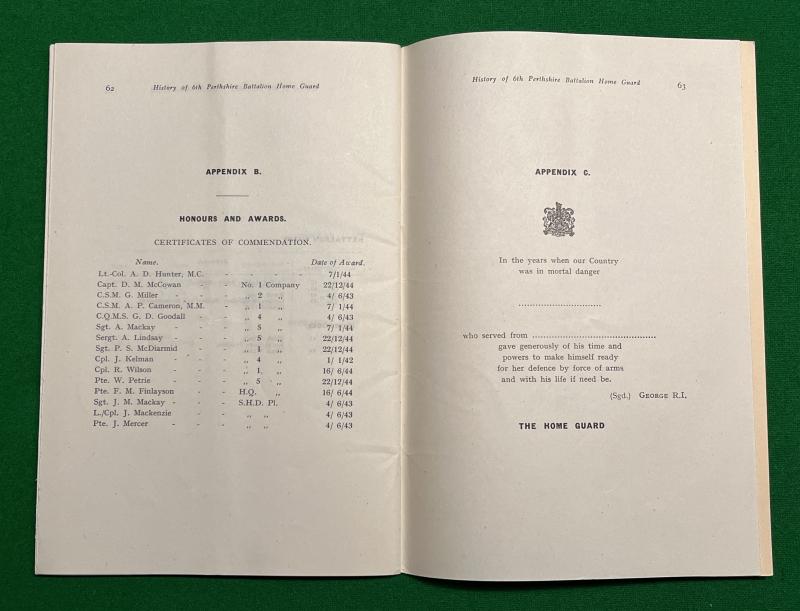 62 History of 6th Perthshire Battalion Home Guard
APPENDIX B.
HONOURS AND AWARDS.
CERTIFICATES OF COMMENDATION.
Name. Date of Award.
Lt.-Col. A. D. Hunter, M.C. - - - - 7/1/44
Capt. D. M. McCowan - - No. 1 Company 22/12/44
C.S.M. G. Miller - - - „ 2 „ 4/ 6/43
C.S.M. A. P. Cameron, M.M. - „ 1 „ 7/ 1/44
C.Q.M.S. G. D. Goodall - - „ 4 „ 4/ 6/43
Sgt. A. Mackay - - - „ 5 „ 7/ 1/44
Sergt. A. Lindsay - - - „ 5 „ 22/12/44
Sgt. P. S. McDiarmid - - „ 1 „ 22/12/44
Cpl. J. Kelman - - - „ 4 „ 1/ 1/42
Cpl. R. Wilson - - - „ 1 „ 16/ 6/44
Pte. W. Petrie - - - „ 5 „ 22/12/44
Pte. F. M. Finlayson - - H.Q. „ 16/ 6/44
Sgt. J. M. Mackay - - - S.H.D. Pl. 4/ 6/43
L./Cpl. J. Mackenzie - - „ „ 4/ 6/43
Pte. J. Mercer - - - „ „ 4/ 6/43
History of 6th Perthshire Battalion Home Guard 63
APPENDIX C.
In the years when our Country
was in mortal danger
............................
who served from ..........................................
gave generously of his time and
powers to make himself ready
for her defence by force of arms
and with his life if need be.
(Sgd.) GEORGE R.I.
THE HOME GUARD